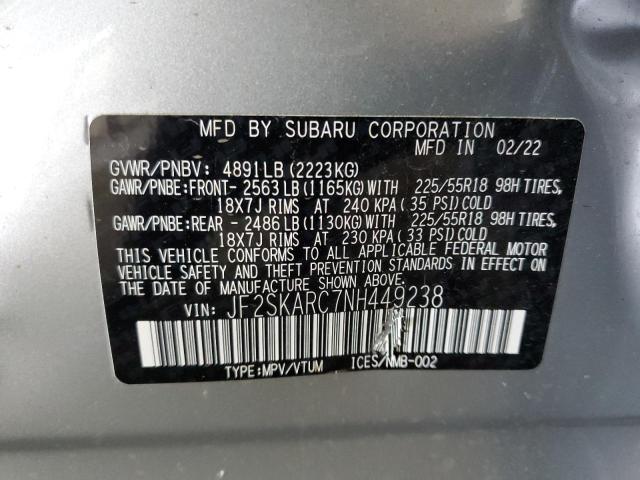 MFD BY SUBARU CORPORATION
MFD IN 02/22
GVWR/PNBV: 4891LB (2223KG)
GAWR/PNBE:FRONT- 2563 LB (1165KG) WITH 225/55R18 98H TIRES,
18X7J RIMS AT 240 KPA (35 PSI) COLD
GAWR/PNBE:REAR - 2486 LB (1130KG) WITH 225/55R18 98H TIRES,
18X7J RIMS AT 230 KPA (33 PSI) COLD
THIS VEHICLE CONFORMS TO ALL APPLICABLE FEDERAL MOTOR
VEHICLE SAFETY AND THEFT PREVENTION STANDARDS IN EFFECT ON
THE DATE OF MANUFACTURE SHOWN ABOVE.
VIN: JF2SKARC7NH449238
TYPE:MPV/VTUM ICES/NMB-002